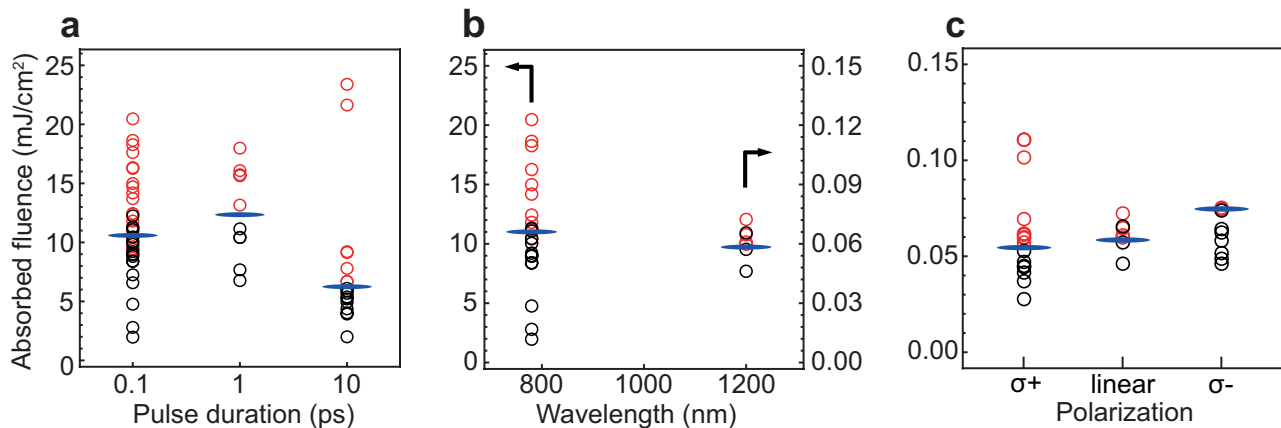 a
b
c
Absorbed fluence (mJ/cm²)
25
20
15
10
5
0
0.1
1
10
Pulse duration (ps)
25
20
15
10
5
0
0.15
0.12
0.09
0.06
0.03
0.00
800
1000
1200
Wavelength (nm)
0.15
0.10
0.05
0.00
σ+
linear
σ-
Polarization